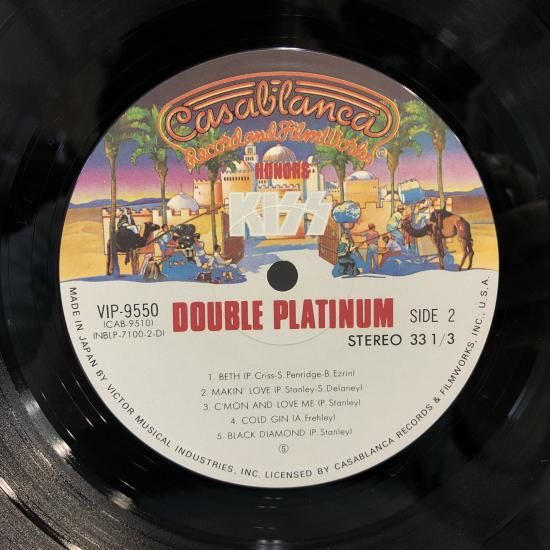 Casablanca
Record and FilmWorks
HONORS
KISS
VIP-9550
(CAB-9510)
(NBLP-7100-2-D)
DOUBLE PLATINUM
SIDE 2
STEREO 33 1/3
1. BETH (P. Criss-S. Penridge-B. Ezrin)
2. MAKIN' LOVE (P. Stanley-S. Delaney)
3. C'MON AND LOVE ME (P. Stanley)
4. COLD GIN (A. Frehley)
5. BLACK DIAMOND (P. Stanley)
Ⓢ
MADE IN JAPAN BY VICTOR MUSICAL INDUSTRIES, INC. LICENSED BY CASABLANCA RECORDS & FILMWORKS, INC. U.S.A.